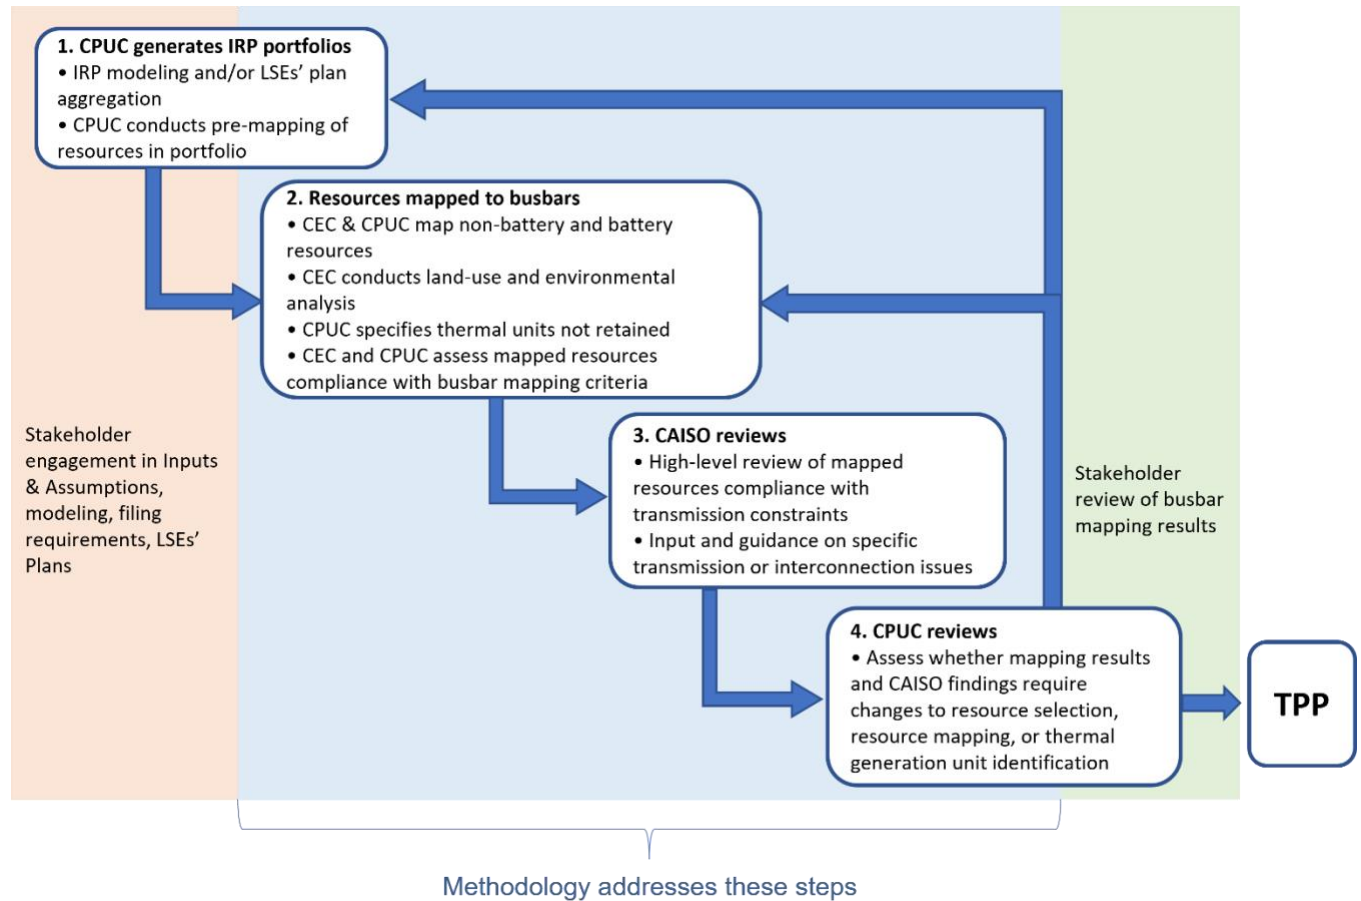 1. CPUC generates IRP portfolios
• IRP modeling and/or LSEs’ plan
aggregation
• CPUC conducts pre-mapping of
resources in portfolio
2. Resources mapped to busbars
• CEC & CPUC map non-battery and battery
resources
• CEC conducts land-use and environmental
analysis
• CPUC specifies thermal units not retained
• CEC and CPUC assess mapped resources
compliance with busbar mapping criteria
Stakeholder
engagement in Inputs
& Assumptions,
modeling, filing
requirements, LSEs’
Plans
3. CAISO reviews
• High-level review of mapped
resources compliance with
transmission constraints
• Input and guidance on specific
transmission or interconnection issues
Stakeholder
review of busbar
mapping results
4. CPUC reviews
• Assess whether mapping results
and CAISO findings require
changes to resource selection,
resource mapping, or thermal
generation unit identification
TPP
Methodology addresses these steps